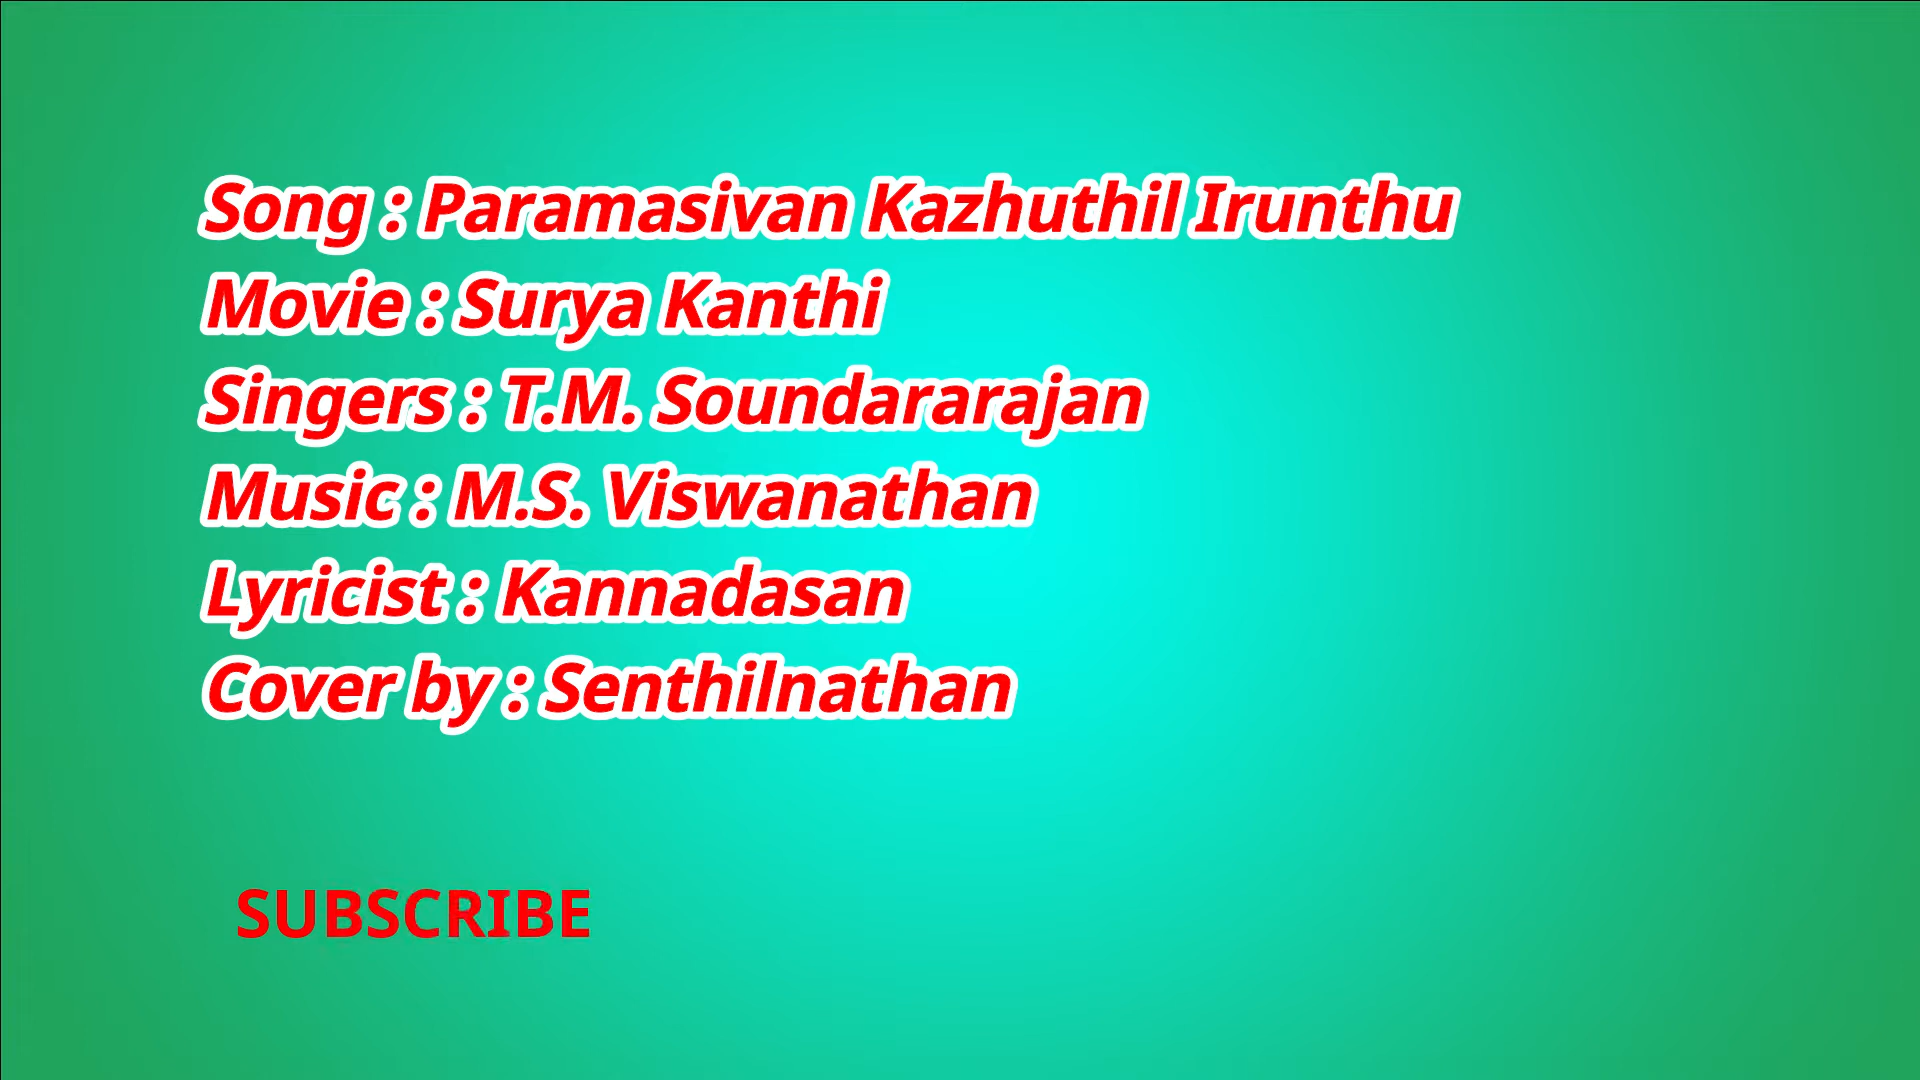 Song : Paramasivan Kazhuthil Irunthu
Movie : Surya Kanthi
Singers : T.M. Soundararajan
Music : M.S. Viswanathan
Lyricist : Kannadasan
Cover by : Senthilnathan
SUBSCRIBE